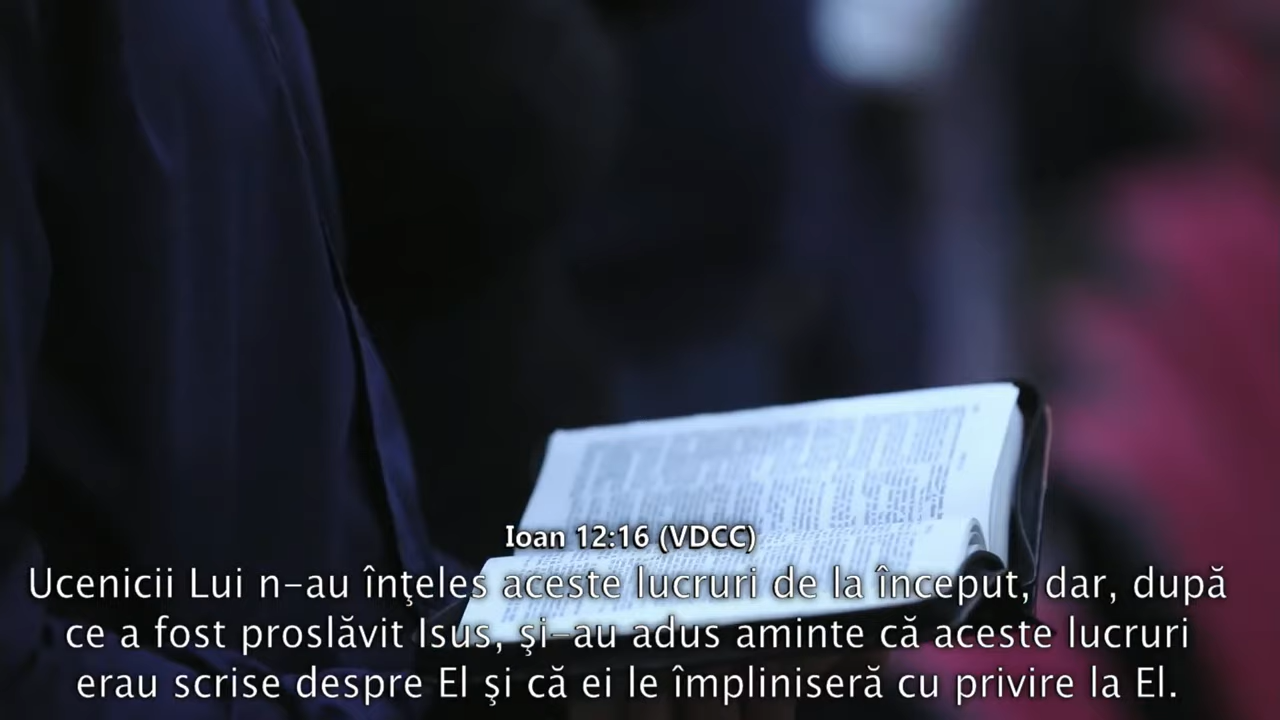 Ioan 12:16 (VDCC)
Ucenicii Lui n-au înţeles aceste lucruri de la început, dar, după
ce a fost proslăvit Isus, şi-au adus aminte că aceste lucruri
erau scrise despre El şi că ei le împliniseră cu privire la El.